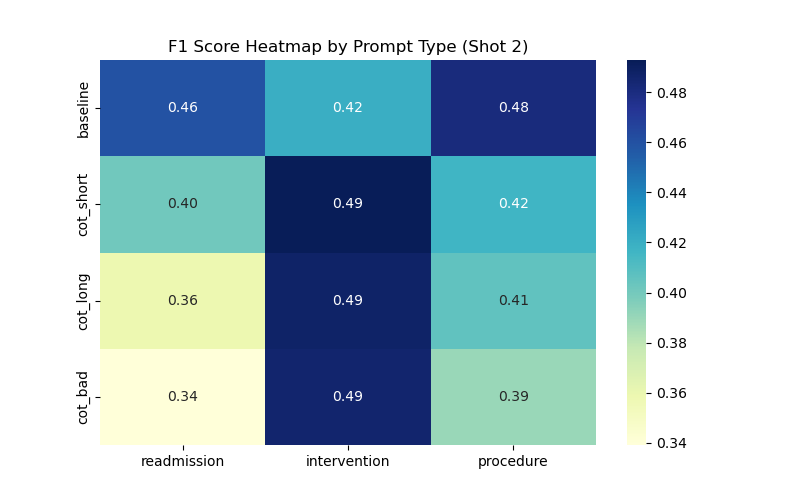 F1 Score Heatmap by Prompt Type (Shot 2)
baseline
0.46 0.42 0.48
cot_short
0.40 0.49 0.42
cot_long
0.36 0.49 0.41
cot_bad
0.34 0.49 0.39
readmission intervention procedure
0.48
0.46
0.44
0.42
0.40
0.38
0.36
0.34